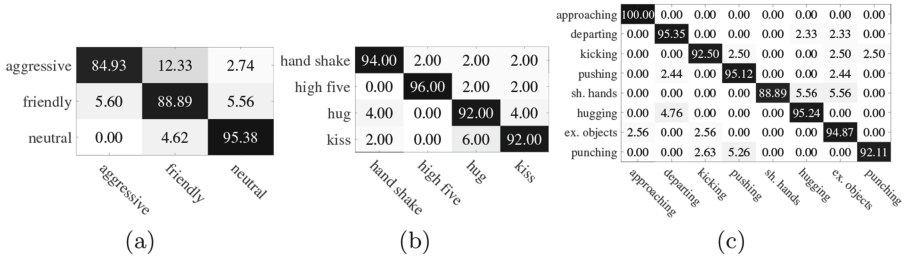 aggressive 84.93 12.33 2.74
friendly 5.60 88.89 5.56
neutral 0.00 4.62 95.38
aggressive friendly neutral
(a)
hand shake 94.00 2.00 2.00 2.00
high five 0.00 96.00 2.00 2.00
hug 4.00 0.00 92.00 4.00
kiss 2.00 0.00 6.00 92.00
hand shake high five hug kiss
(b)
approaching 100.00 0.00 0.00 0.00 0.00 0.00 0.00 0.00
departing 0.00 95.35 0.00 0.00 0.00 2.33 2.33 0.00
kicking 0.00 0.00 92.50 2.50 0.00 0.00 2.50 2.50
pushing 0.00 2.44 0.00 95.12 0.00 0.00 2.44 0.00
sh. hands 0.00 0.00 0.00 0.00 88.89 5.56 5.56 0.00
hugging 0.00 4.76 0.00 0.00 0.00 95.24 0.00 0.00
ex. objects 2.56 0.00 2.56 0.00 0.00 0.00 94.87 0.00
punching 0.00 0.00 2.63 5.26 0.00 0.00 0.00 92.11
approaching departing kicking pushing sh. hands hugging ex. objects punching
(c)